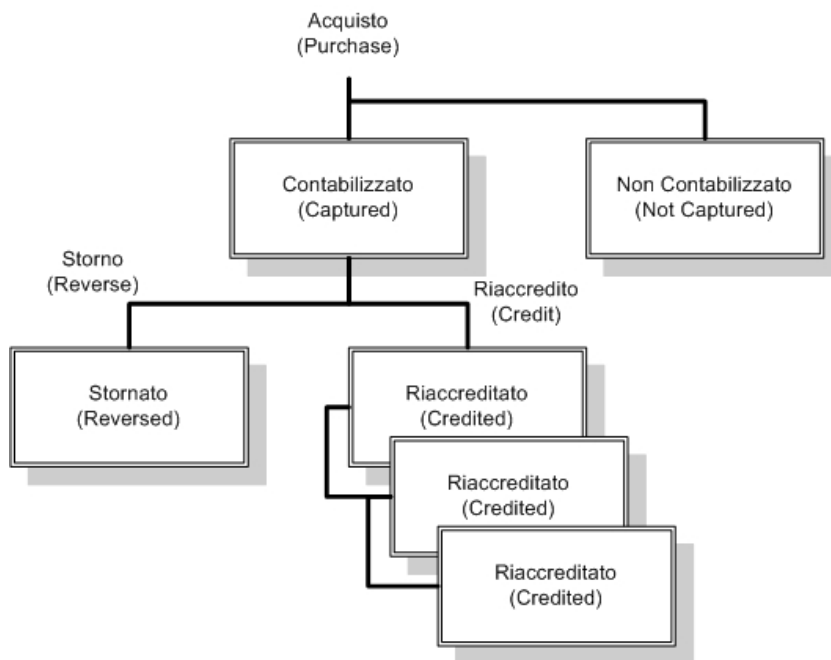 Acquisto
(Purchase)
Contabilizzato
(Captured)
Non Contabilizzato
(Not Captured)
Storno
(Reverse)
Riaccredito
(Credit)
Stornato
(Reversed)
Riaccreditato
(Credited)
Riaccreditato
(Credited)
Riaccreditato
(Credited)